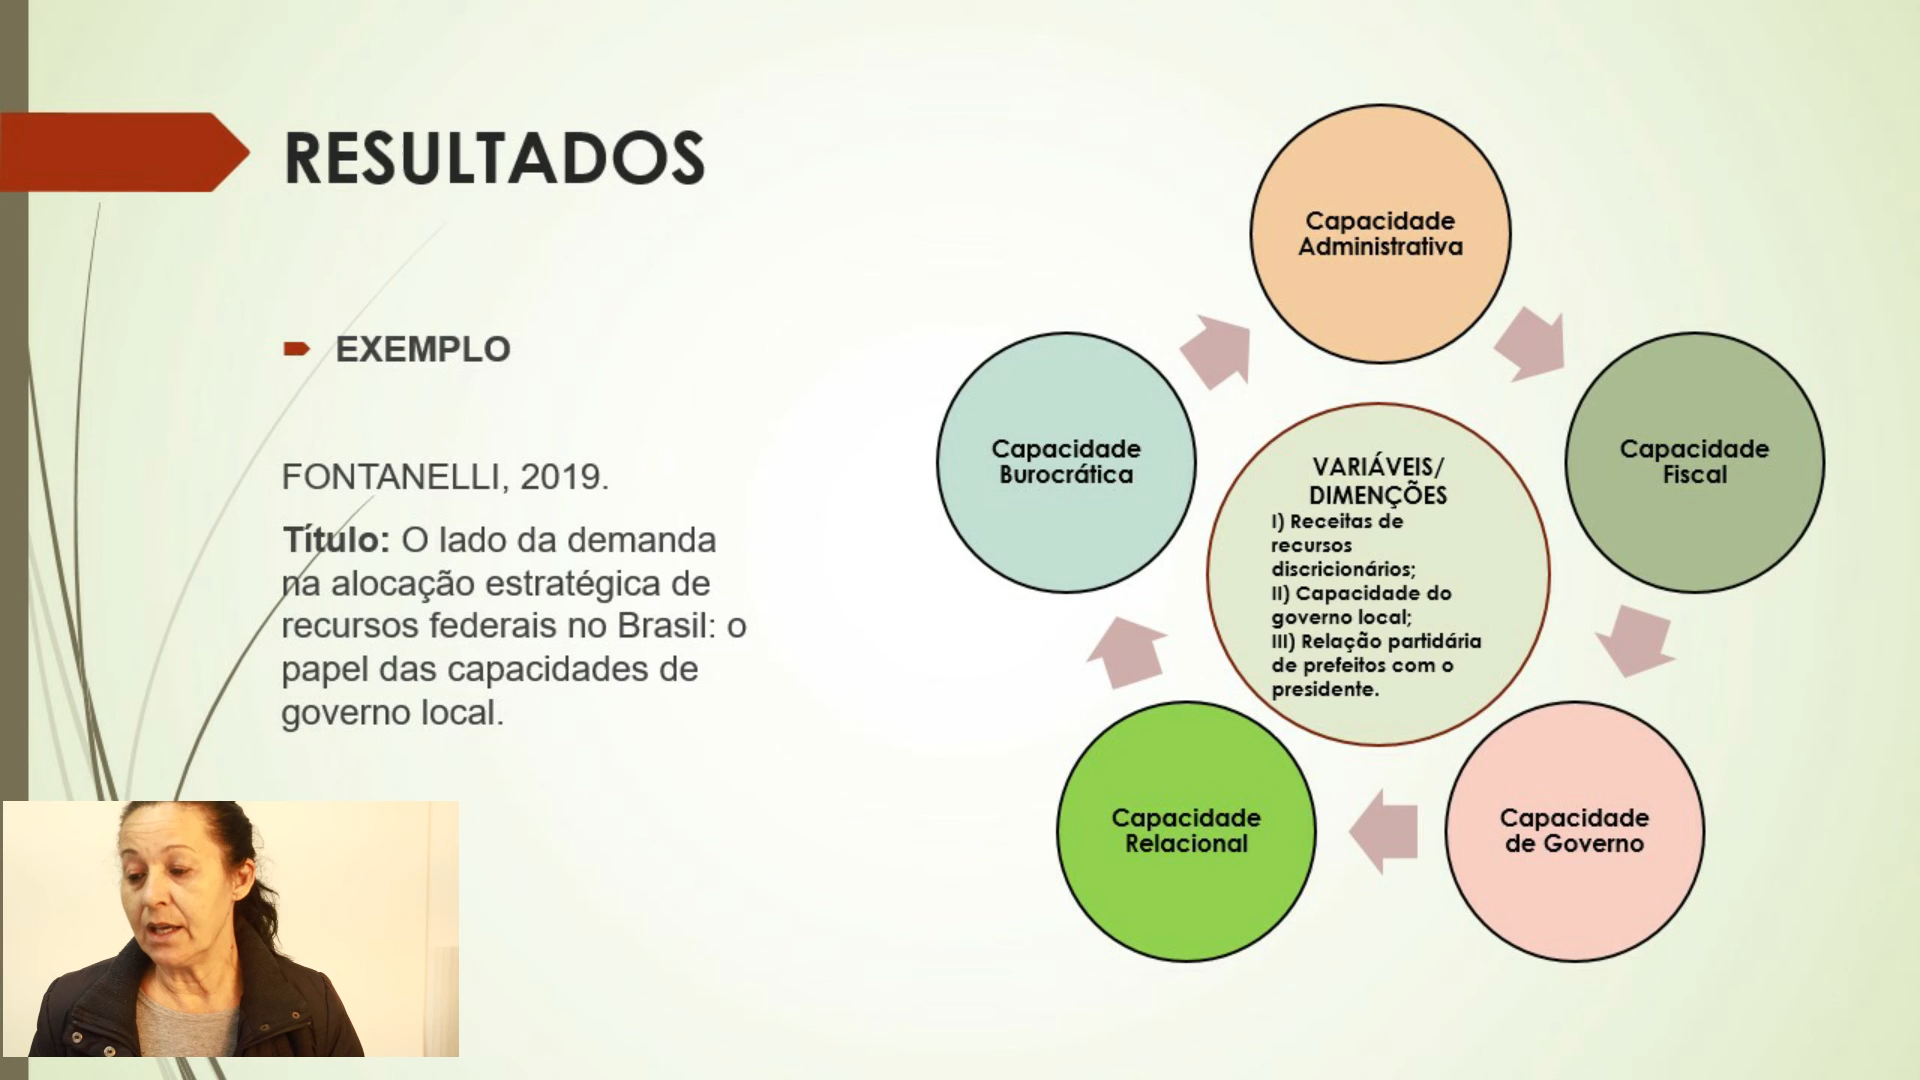 RESULTADOS
EXEMPLO
FONTANELLI, 2019.
Título: O lado da demanda
na alocação estratégica de
recursos federais no Brasil: o
papel das capacidades de
governo local.
Capacidade
Administrativa
Capacidade
Burocrática
Capacidade
Fiscal
VARIÁVEIS/
DIMENÇÕES
I) Receitas de
recursos
discricionários;
II) Capacidade do
governo local;
III) Relação partidária
de prefeitos com o
presidente.
Capacidade
Relacional
Capacidade
de Governo